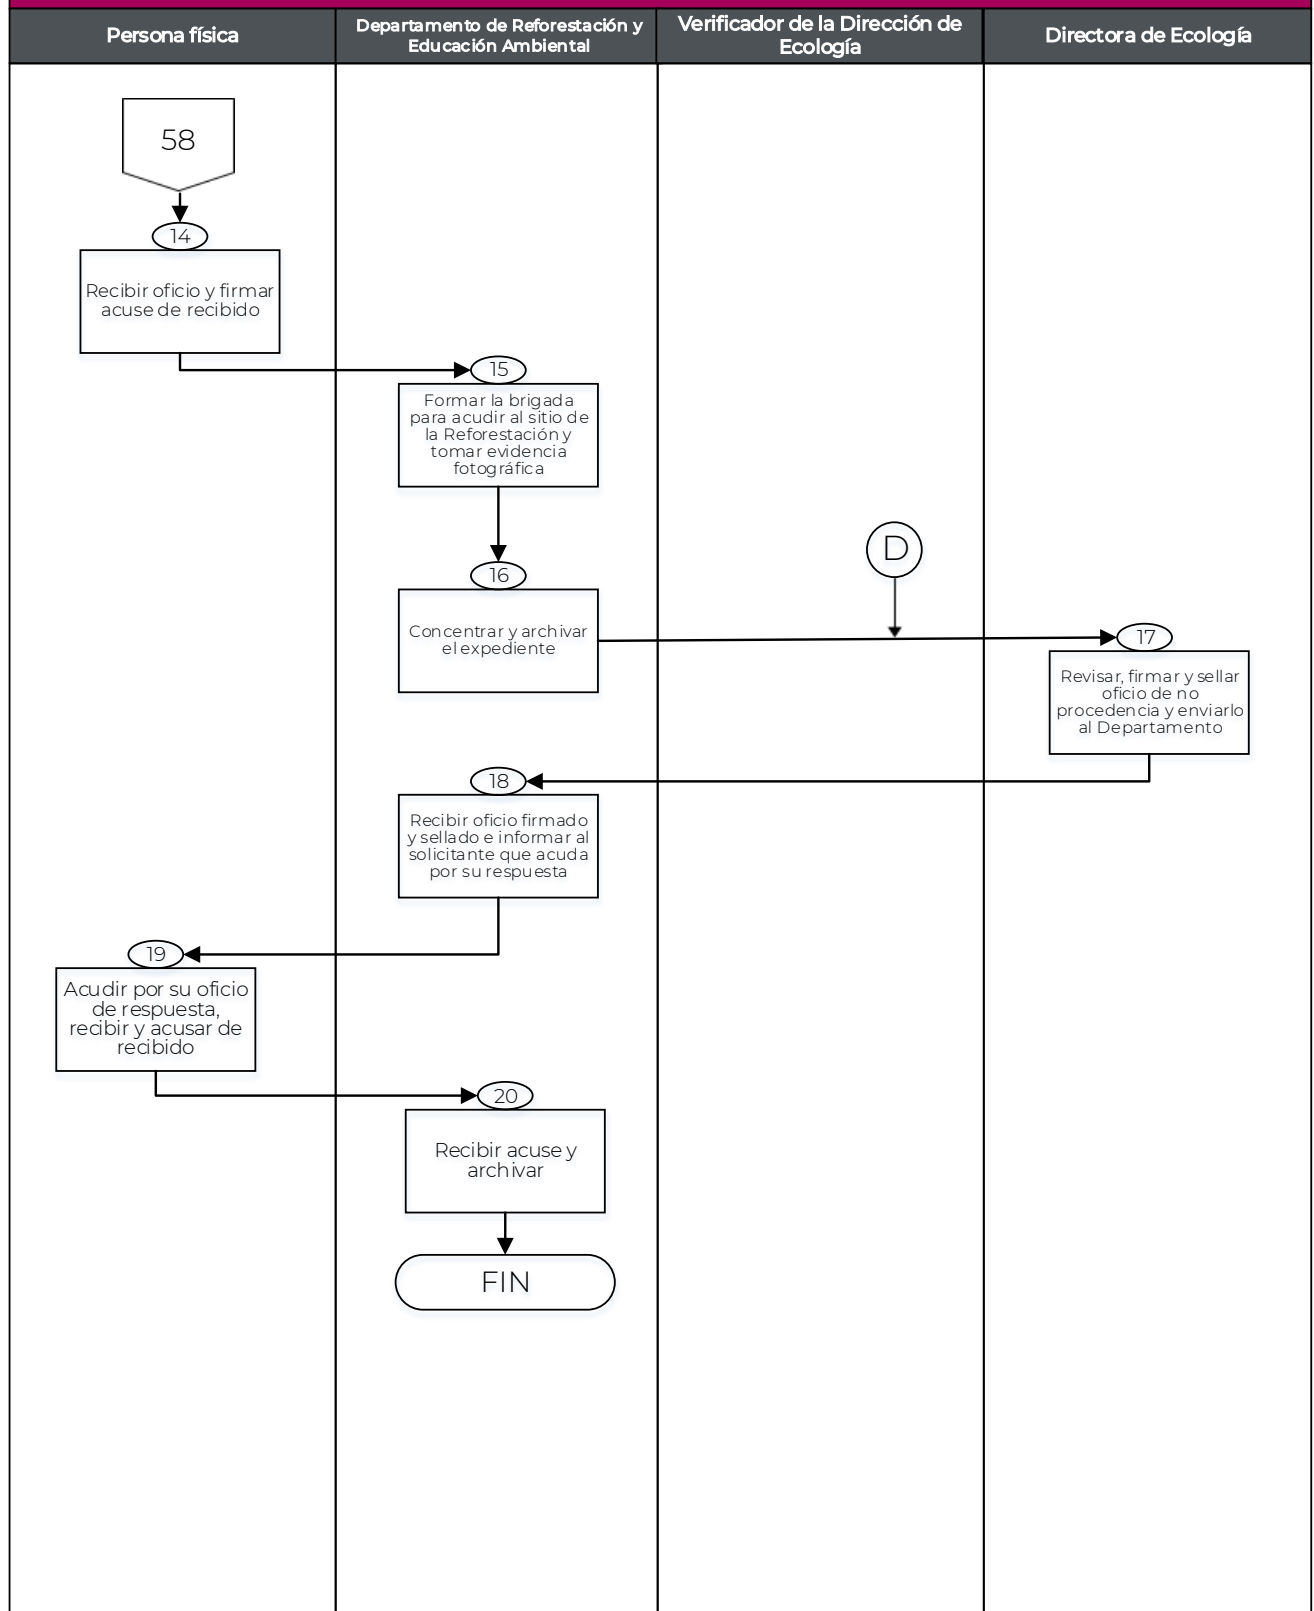 Persona física
Departamento de Reforestación y
Educación Ambiental
Verificador de la Dirección de
Ecología
Directora de Ecología
58
14
Recibir oficio y firmar
acuse de recibido
15
Formar la brigada
para acudir al sitio de
la Reforestación y
tomar evidencia
fotográfica
D
16
Concentrar y archivar
el expediente
17
Revisar, firmar y sellar
oficio de no
procedencia y enviarlo
al Departamento
18
Recibir oficio firmado
y sellado e informar al
solicitante que acuda
por su respuesta
19
Acudir por su oficio
de respuesta,
recibir y acusar de
recibido
20
Recibir acuse y
archivar
FIN